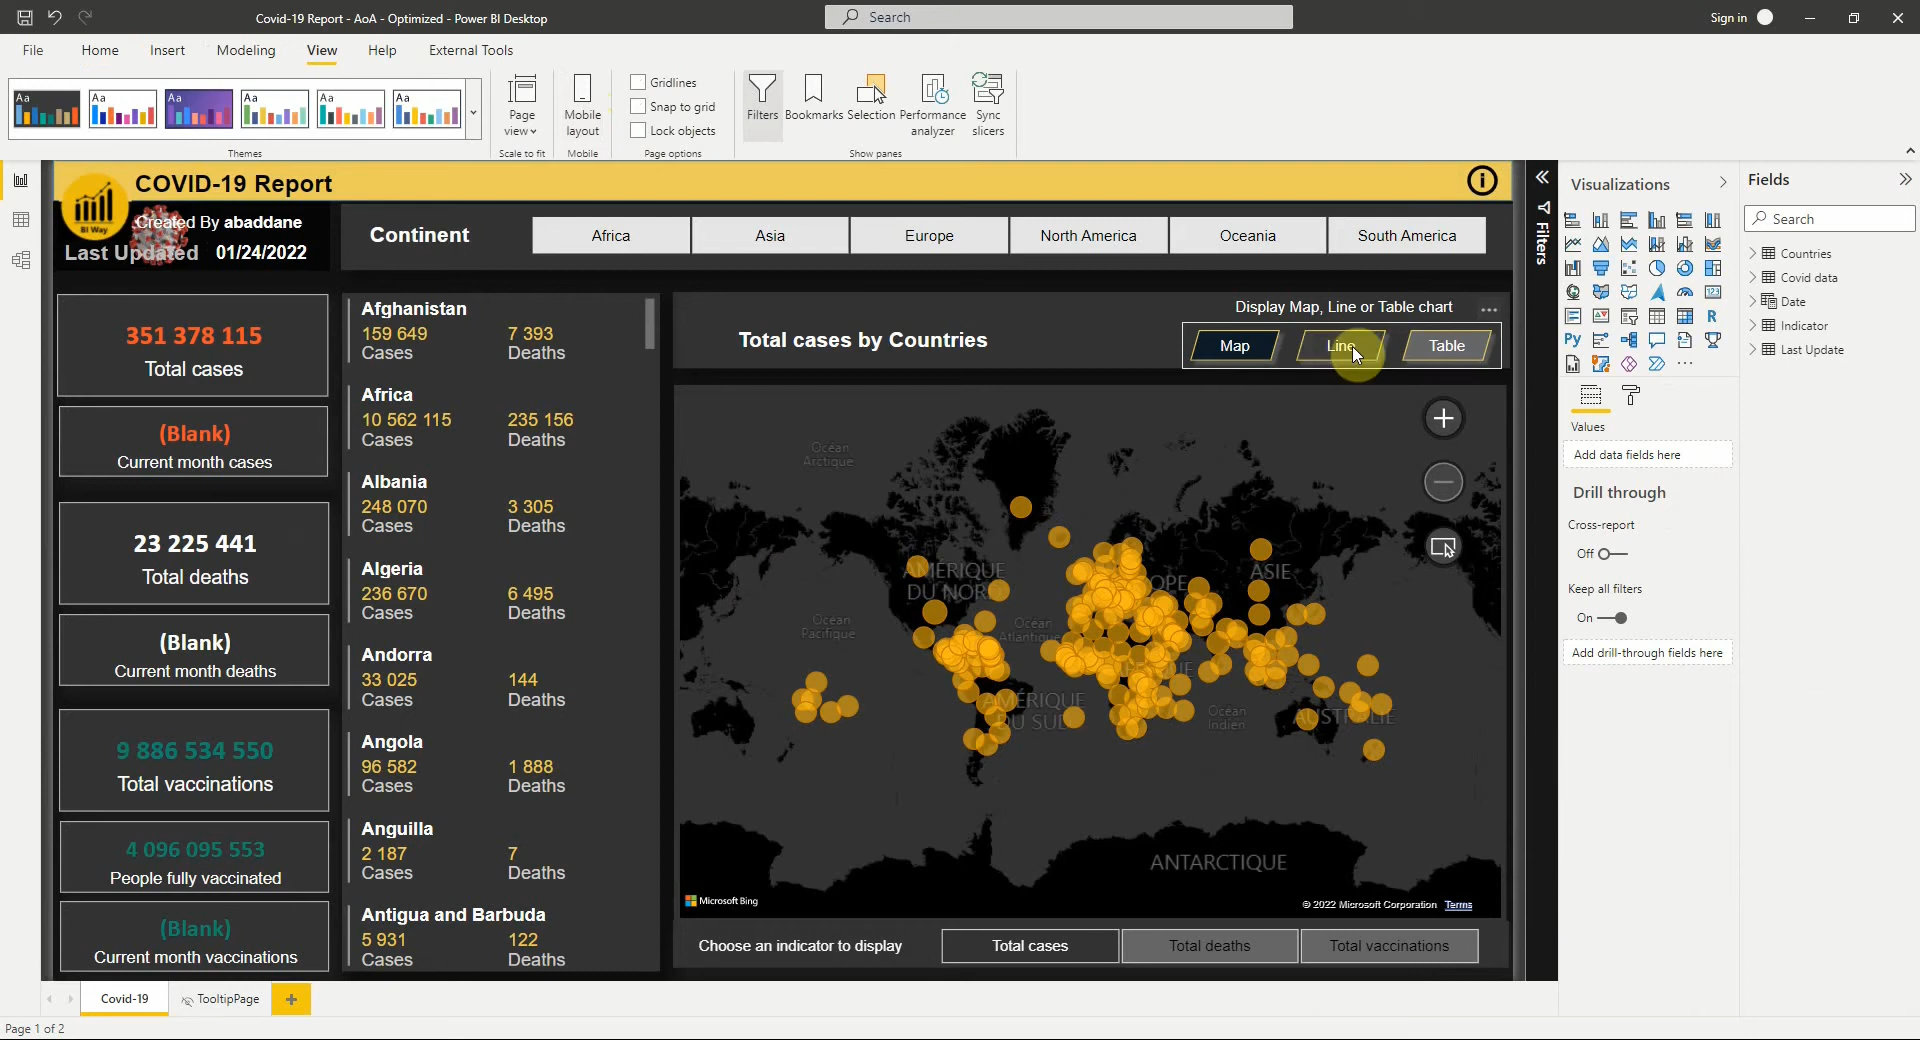 Covid-19 Report - AoA - Optimized - Power BI Desktop
Search
Sign in
File
Home
Insert
Modeling
View
Help
External Tools
Aa
Aa
Aa
Aa
Aa
Aa
Themes
Page view
Scale to fit
Mobile layout
Mobile
Gridlines
Snap to grid
Lock objects
Page options
Filters
Bookmarks
Selection
Performance analyzer
Sync slicers
Show panes
COVID-19 Report
BI Way
Created By abaddane
Last Updated 01/24/2022
Continent
Africa
Asia
Europe
North America
Oceania
South America
351 378 115
Total cases
(Blank)
Current month cases
23 225 441
Total deaths
(Blank)
Current month deaths
9 886 534 550
Total vaccinations
4 096 095 553
People fully vaccinated
(Blank)
Current month vaccinations
Afghanistan
159 649 7 393
Cases Deaths
Africa
10 562 115 235 156
Cases Deaths
Albania
248 070 3 305
Cases Deaths
Algeria
236 670 6 495
Cases Deaths
Andorra
33 025 144
Cases Deaths
Angola
96 582 1 888
Cases Deaths
Anguilla
2 187 7
Cases Deaths
Antigua and Barbuda
5 931 122
Cases Deaths
Total cases by Countries
Display Map, Line or Table chart
Map
Line
Table
Océan
Arctique
AMÉRIQUE
DU NORD
ASIE
Océan
Pacifique
Océan
Atlantique
AMÉRIQUE
DU SUD
Océan
Indien
AUSTRALIE
ANTARCTIQUE
Microsoft Bing
© 2022 Microsoft Corporation Terms
Choose an indicator to display
Total cases
Total deaths
Total vaccinations
Filters
Visualizations
123
R
Py
Values
Add data fields here
Drill through
Cross-report
Off
Keep all filters
On
Add drill-through fields here
Fields
Search
Countries
Covid data
Date
Indicator
Last Update
Covid-19
TooltipPage
Page 1 of 2